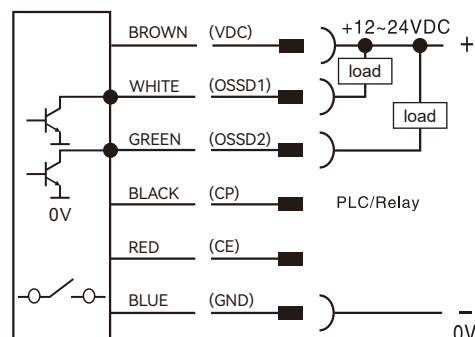 BROWN (VDC) +12~24VDC +
load
WHITE (OSSD1)
load
GREEN (OSSD2)
BLACK (CP) PLC/Relay
0V
RED (CE)
BLUE (GND) −
0V